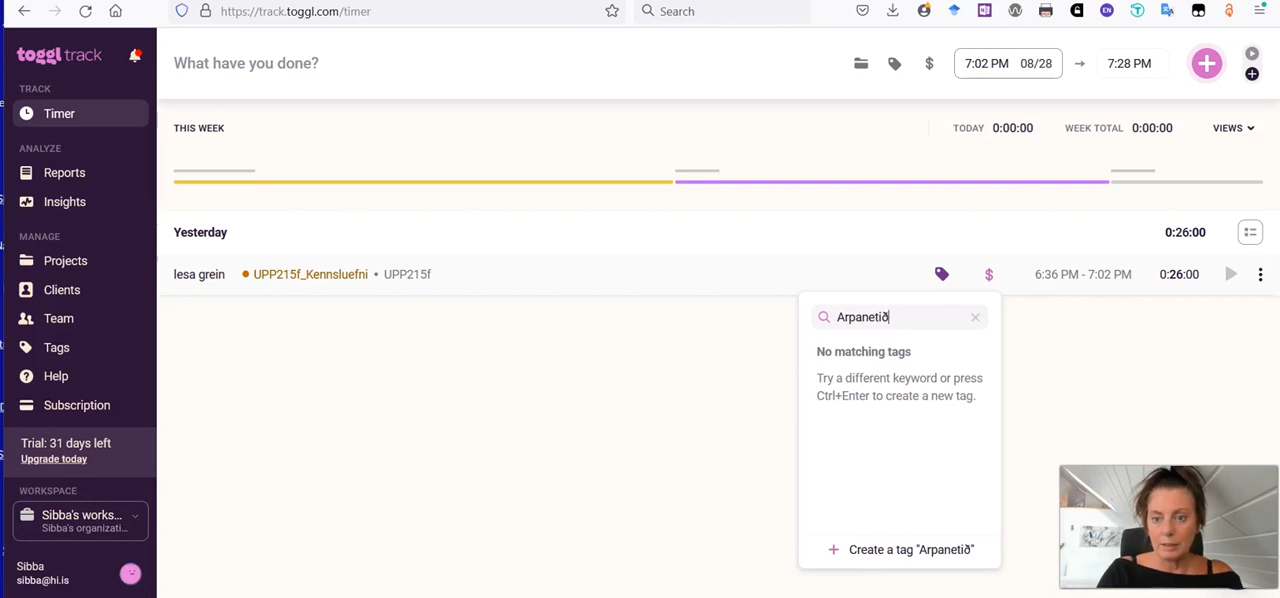 https://track.toggl.com/timer
Search
EN
toggl track
TRACK
Timer
ANALYZE
Reports
Insights
MANAGE
Projects
Clients
Team
Tags
Help
Subscription
Trial: 31 days left
Upgrade today
WORKSPACE
Sibba's works...
Sibba's organizati...
Sibba
sibba@hi.is
What have you done?
$
7:02 PM 08/28
7:28 PM
THIS WEEK
TODAY 0:00:00
WEEK TOTAL 0:00:00
VIEWS
Yesterday
0:26:00
lesa grein
UPP215f_Kennsluefni • UPP215f
$
6:36 PM - 7:02 PM
0:26:00
Arpanetið
No matching tags
Try a different keyword or press
Ctrl+Enter to create a new tag.
+ Create a tag "Arpanetið"